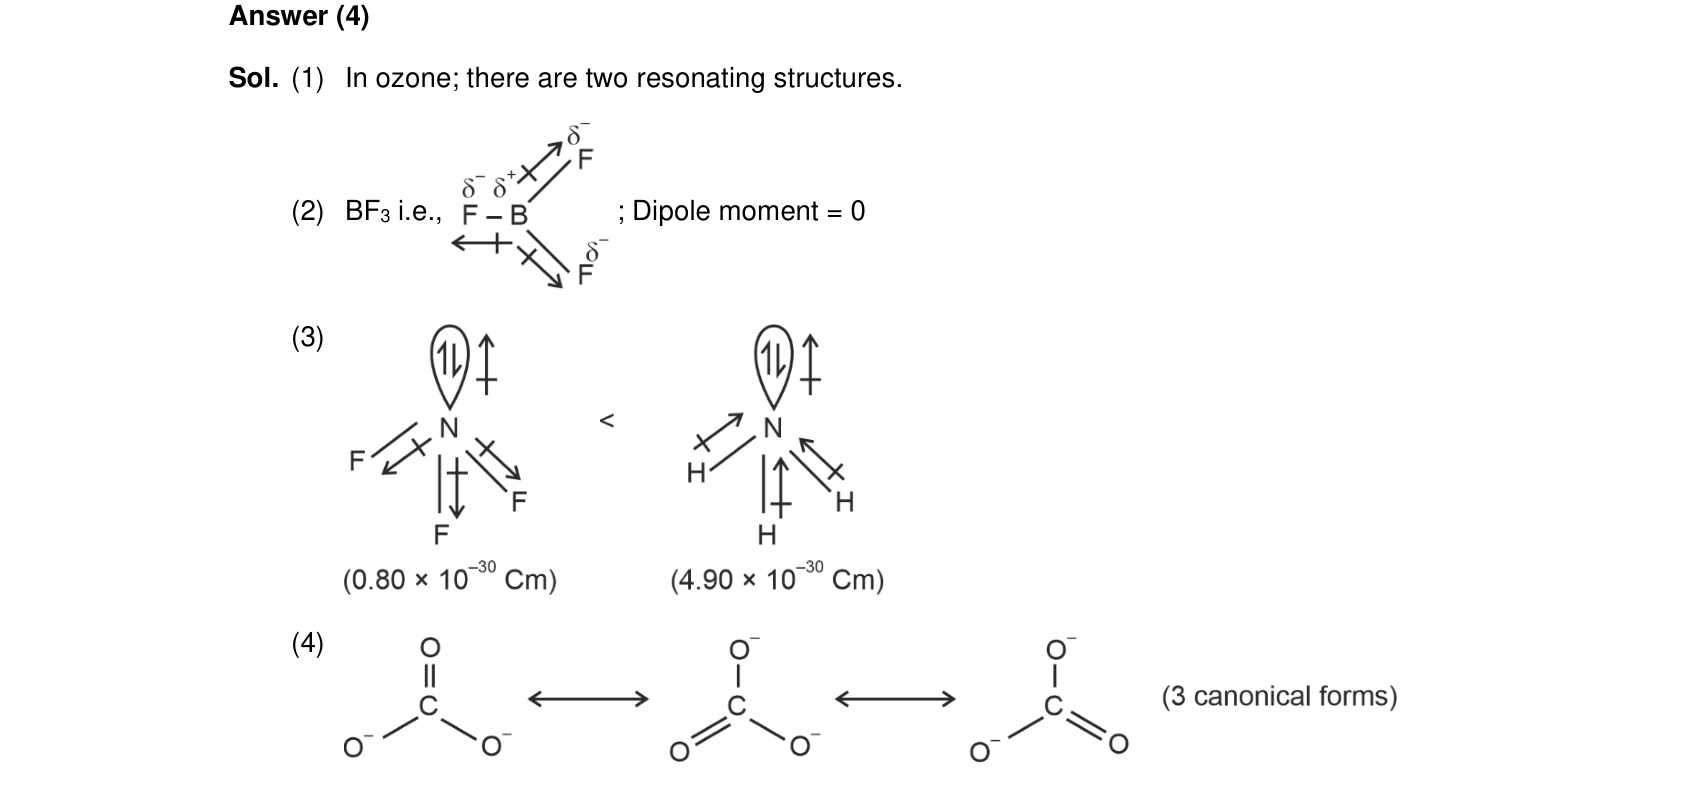 Answer (4)
Sol. (1) In ozone; there are two resonating structures.
δ⁻
F
δ⁻ δ⁺
(2) BF₃ i.e., F – B ; Dipole moment = 0
δ⁻
F
(3)
N < N
F H
F H
F H
(0.80 × 10⁻³⁰ Cm) (4.90 × 10⁻³⁰ Cm)
(4) O O⁻ O⁻
C C C (3 canonical forms)
O⁻ O⁻ O O⁻ O⁻ O